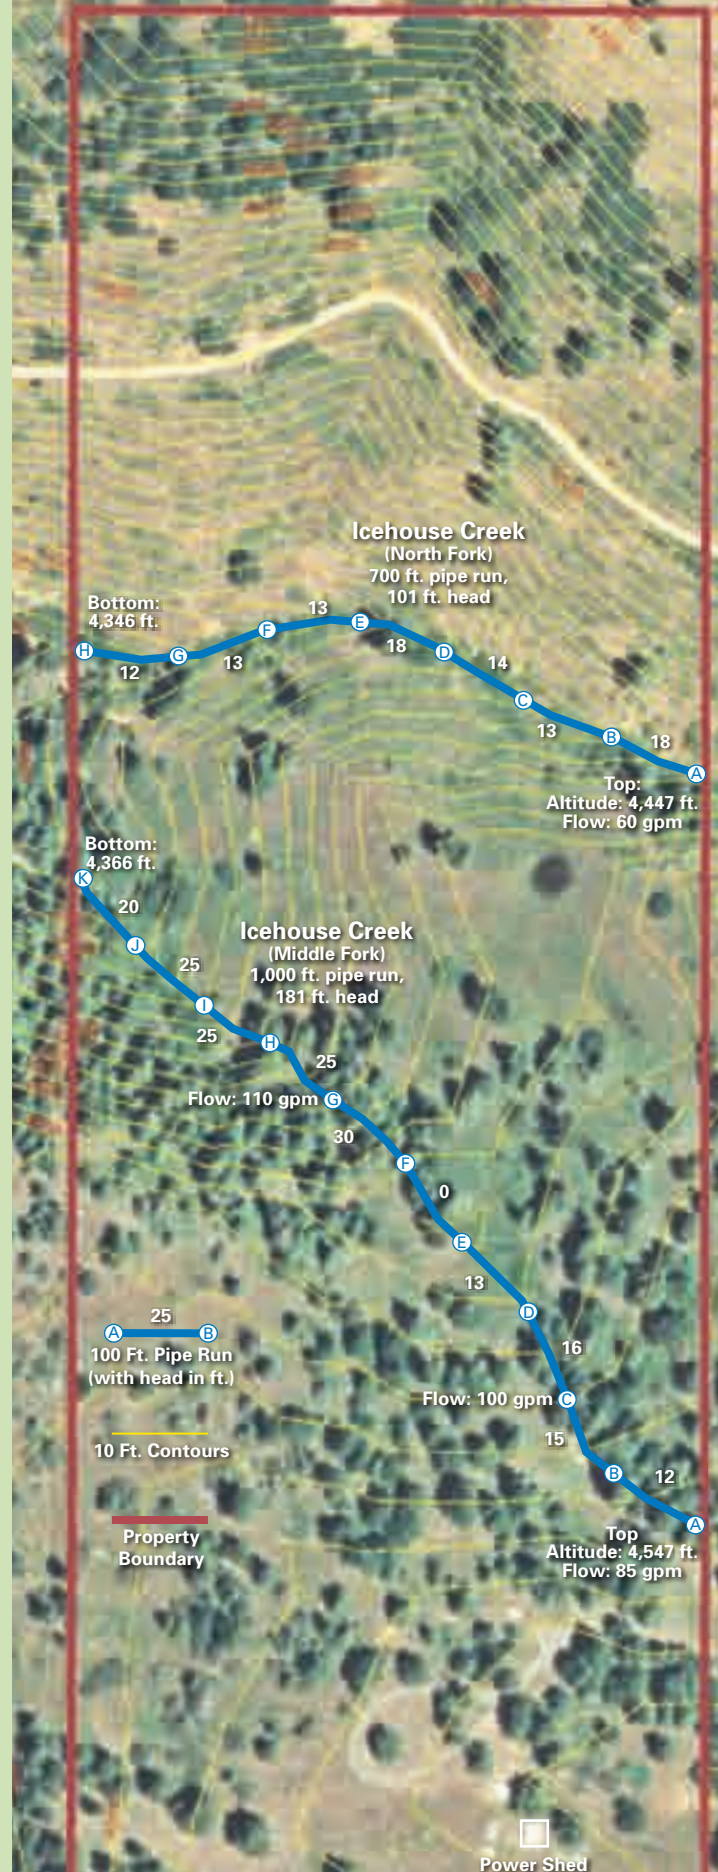 Icehouse Creek
(North Fork)
700 ft. pipe run,
101 ft. head
Bottom:
4,346 ft.
H
12
G
13
F
13
E
18
D
14
C
13
B
18
A
Top:
Altitude: 4,447 ft.
Flow: 60 gpm
Bottom:
4,366 ft.
K
20
J
25
I
25
H
Icehouse Creek
(Middle Fork)
1,000 ft. pipe run,
181 ft. head
25
Flow: 110 gpm
G
30
F
0
E
13
D
16
Flow: 100 gpm
C
15
B
12
A
Top
Altitude: 4,547 ft.
Flow: 85 gpm
25
A B
100 Ft. Pipe Run
(with head in ft.)
10 Ft. Contours
Property
Boundary
Power Shed